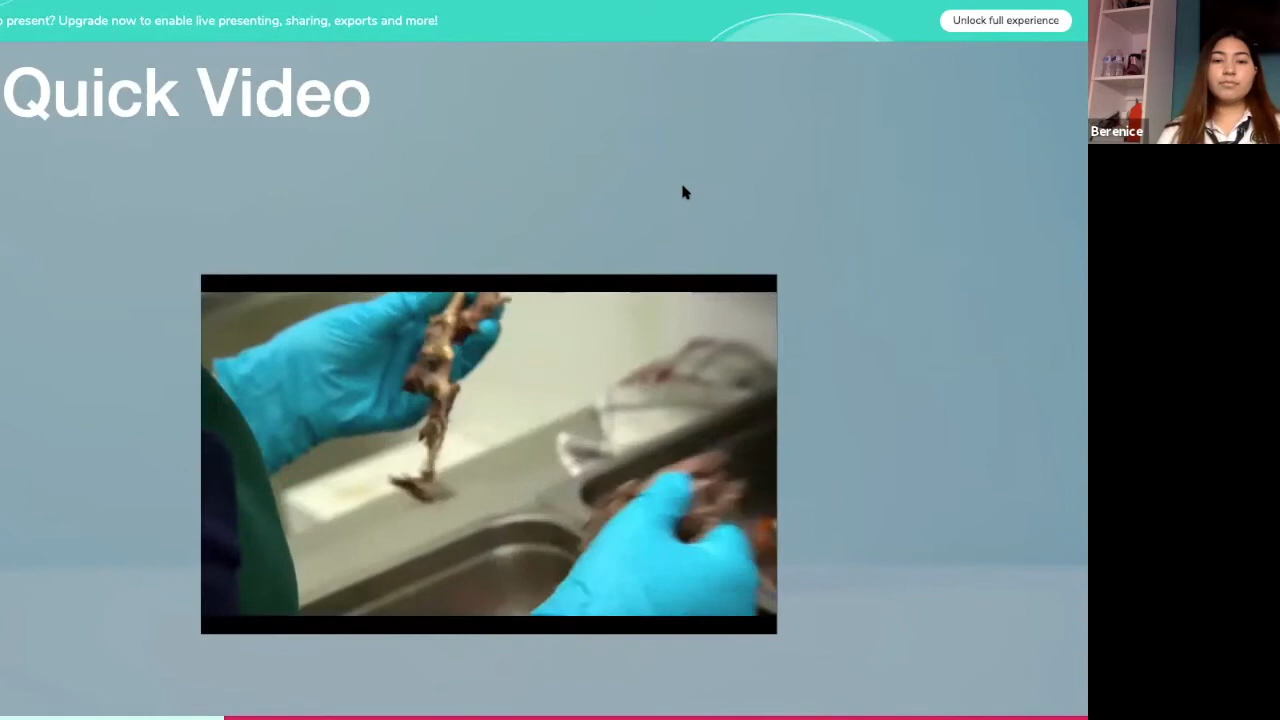 o present? Upgrade now to enable live presenting, sharing, exports and more!
Unlock full experience
Quick Video
Berenice